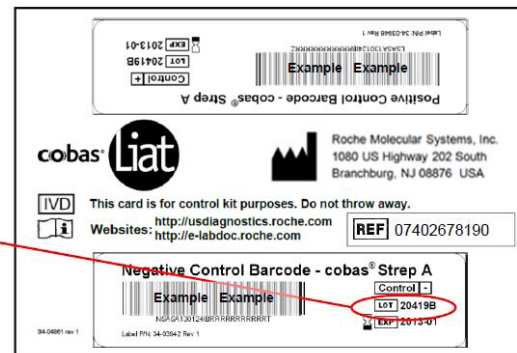 Positive Control Barcode - cobas® Strep A
Control +
Example Example
LOT 20419B
EXP 2013-01
Label P/N: Rev 1
cobas® Liat
Roche Molecular Systems, Inc.
1080 US Highway 202 South
Branchburg, NJ 08876 USA
IVD This card is for control kit purposes. Do not throw away.
Websites: http://usdiagnostics.roche.com
http://e-labdoc.roche.com
REF 07402678190
Negative Control Barcode - cobas® Strep A
Control -
Example Example
LOT 20419B
EXP 2013-01
Label P/N: 34-03942 Rev 1
rev 1